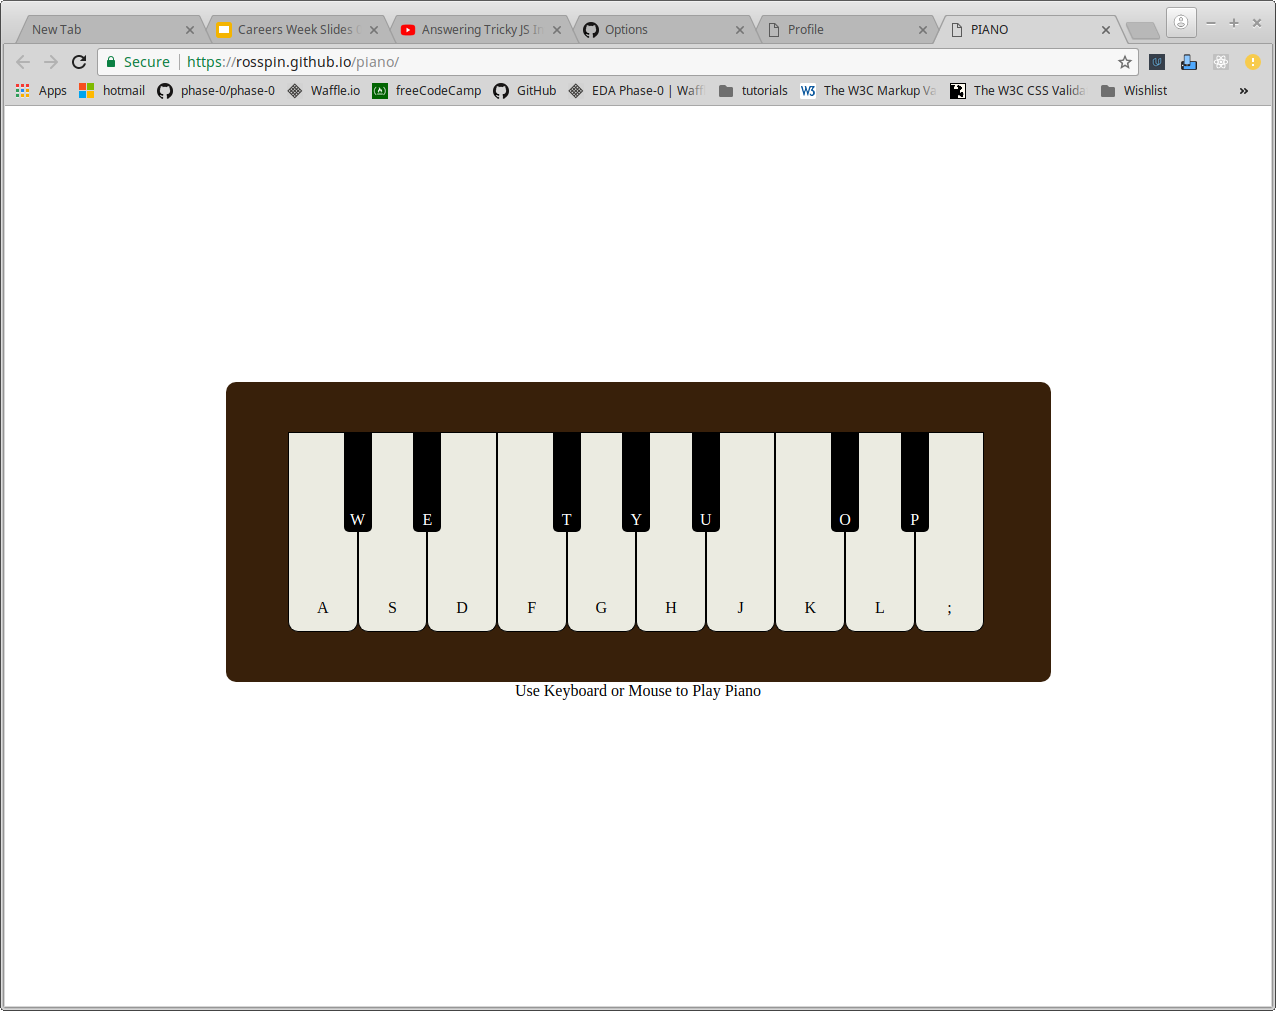 New Tab
Careers Week Slides
Answering Tricky JS In
Options
Profile
PIANO
Secure https://rosspin.github.io/piano/
Apps hotmail phase-0/phase-0 Waffle.io freeCodeCamp GitHub EDA Phase-0 | Waff tutorials W3 The W3C Markup Va The W3C CSS Valida Wishlist »
W E T Y U O P
A S D F G H J K L ;
Use Keyboard or Mouse to Play Piano